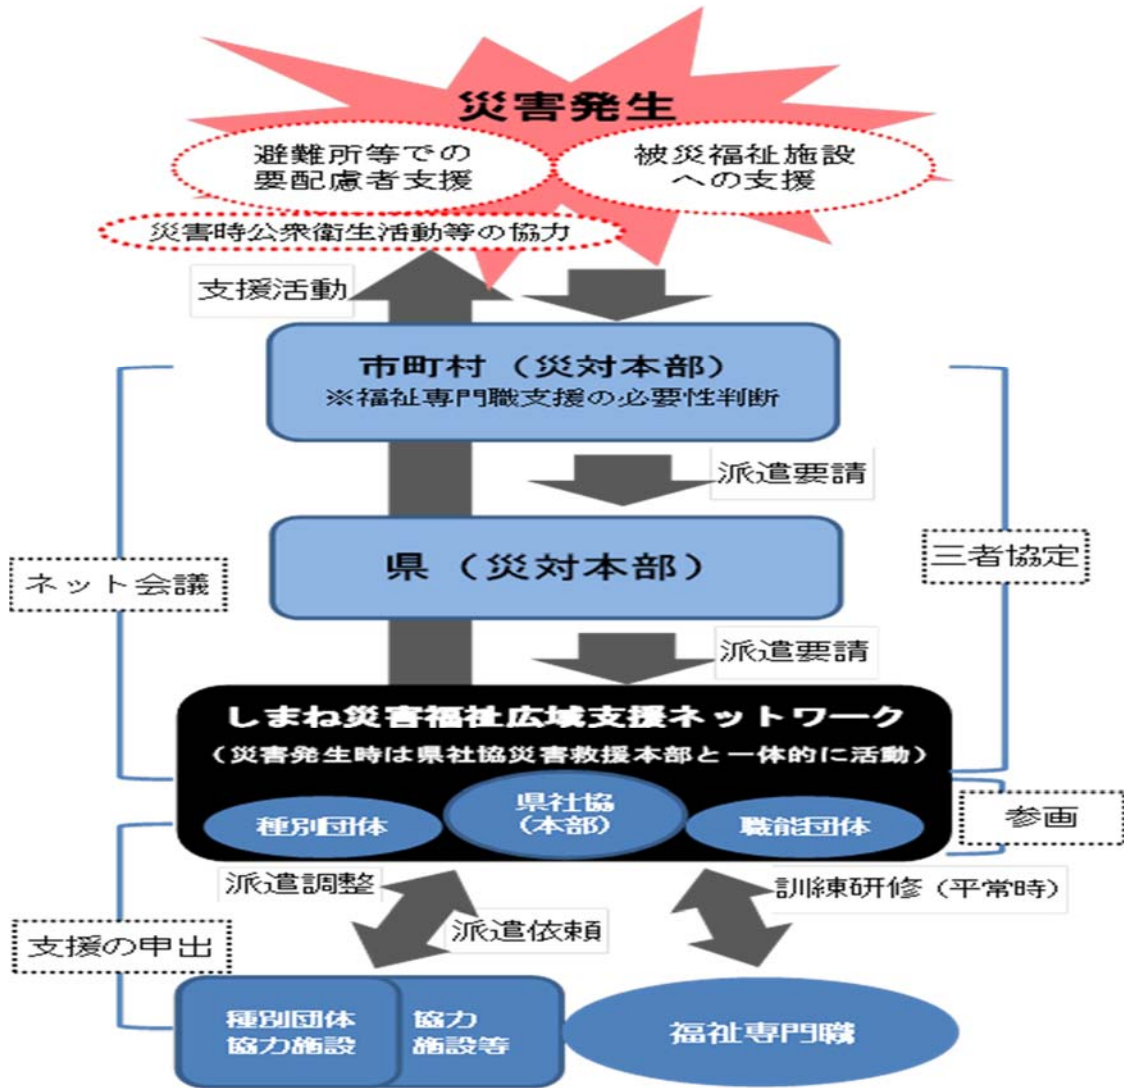 災害発生
避難所等での
要配慮者支援
被災福祉施設
への支援
災害時公衆衛生活動等の協力
支援活動
市町村（災対本部）
※福祉専門職支援の必要性判断
派遣要請
県（災対本部）
三者協定
ネット会議
派遣要請
しまね災害福祉広域支援ネットワーク
（災害発生時は県社協災害救援本部と一体的に活動）
種別団体
県社協
（本部）
職能団体
参画
派遣調整
訓練研修（平常時）
派遣依頼
支援の申出
種別団体
協力施設
協力
施設等
福祉専門職